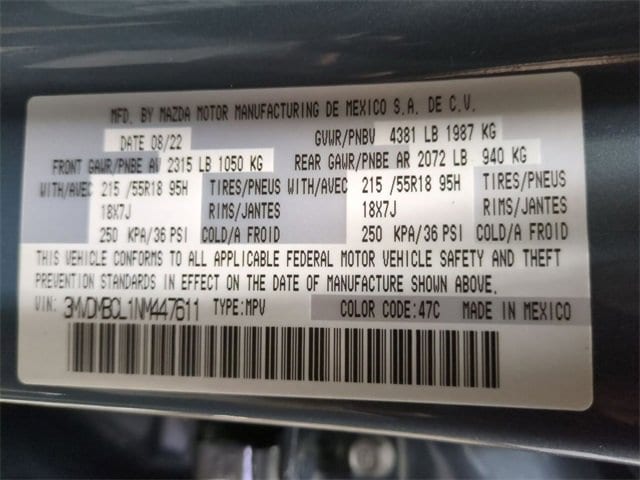 MFD. BY MAZDA MOTOR MANUFACTURING DE MEXICO S.A. DE C.V.
DATE 08/22 GVWR/PNBV 4381 LB 1987 KG
FRONT GAWR/PNBE AV 2315 LB 1050 KG REAR GAWR/PNBE AR 2072 LB 940 KG
WITH/AVEC 215 /55R18 95H TIRES/PNEUS WITH/AVEC 215 /55R18 95H TIRES/PNEUS
18X7J RIMS/JANTES 18X7J RIMS/JANTES
250 KPA/36 PSI COLD/A FROID 250 KPA/36 PSI COLD/A FROID
THIS VEHICLE CONFORMS TO ALL APPLICABLE FEDERAL MOTOR VEHICLE SAFETY AND THEFT
PREVENTION STANDARDS IN EFFECT ON THE DATE OF MANUFACTURE SHOWN ABOVE.
VIN: 3MVDMBCL1NM447611 TYPE:MPV COLOR CODE:47C MADE IN MEXICO